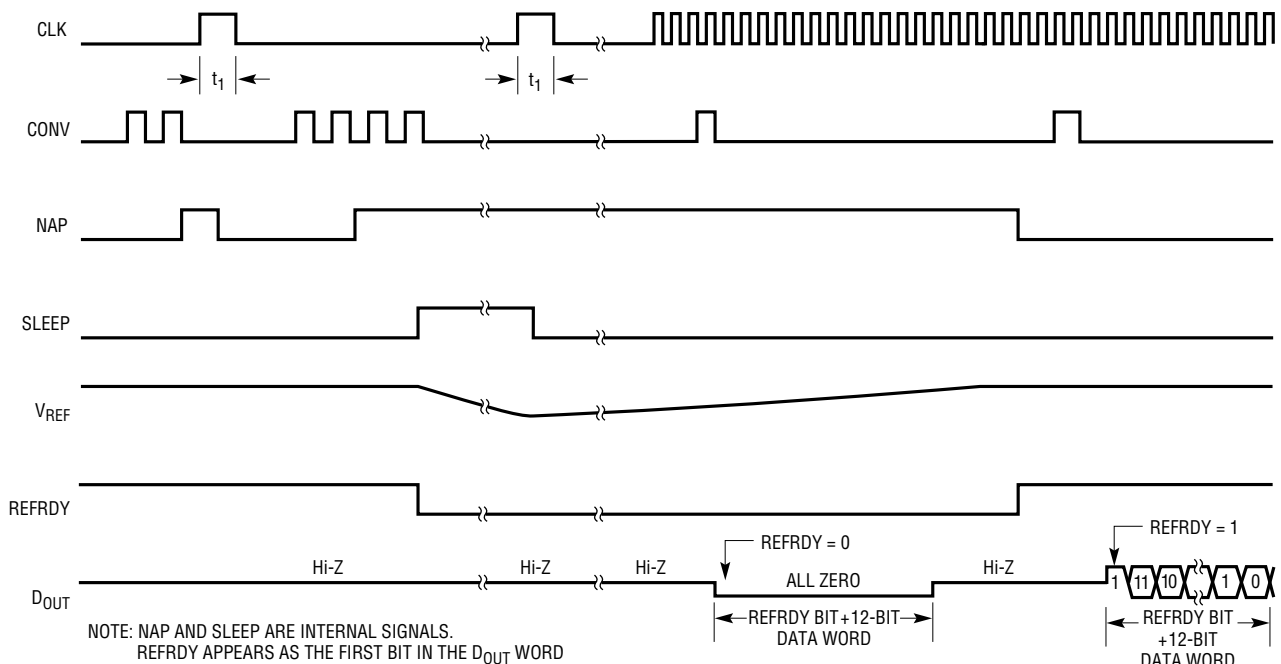 CLK
t1
t1
CONV
NAP
SLEEP
VREF
REFRDY
REFRDY = 0
REFRDY = 1
Hi-Z
Hi-Z
Hi-Z
ALL ZERO
Hi-Z
DOUT
1 11 10 1 0
REFRDY BIT+12-BIT
DATA WORD
REFRDY BIT
+12-BIT
DATA WORD
NOTE: NAP AND SLEEP ARE INTERNAL SIGNALS.
REFRDY APPEARS AS THE FIRST BIT IN THE DOUT WORD